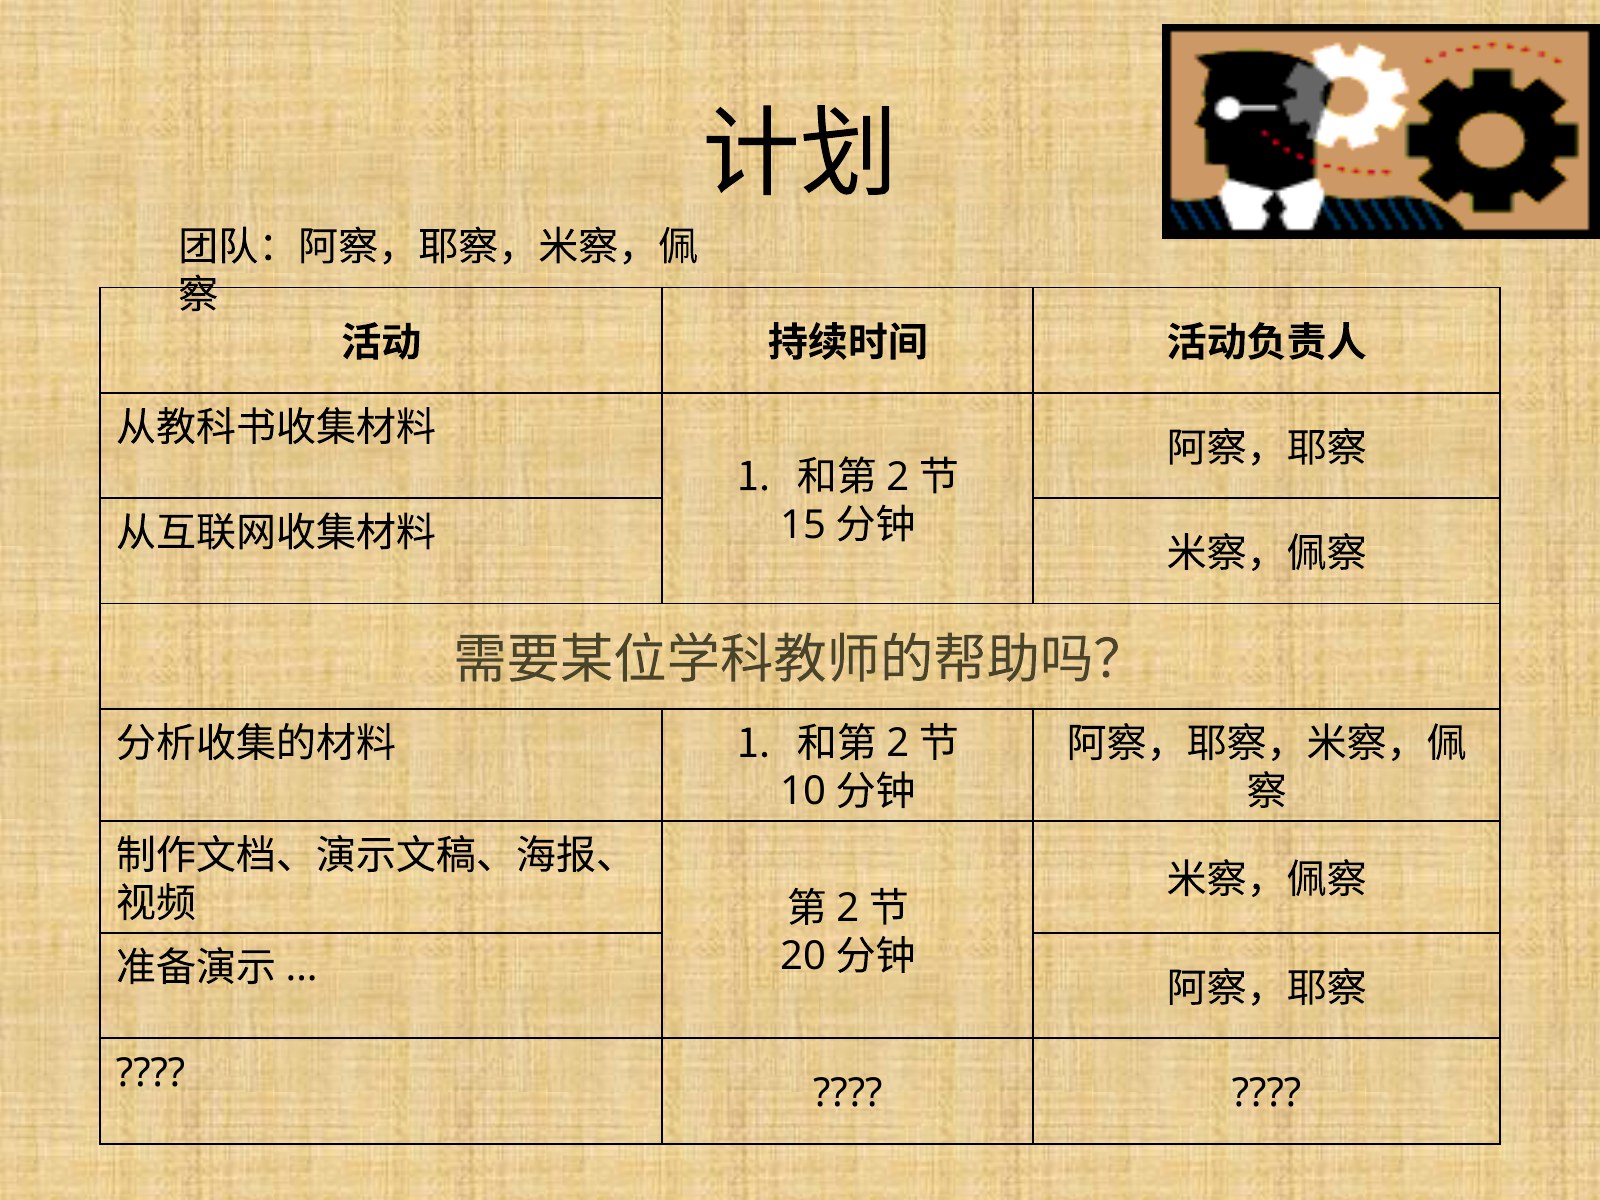 计划
团队：阿察，耶察，米察，佩
察
活动
持续时间
活动负责人
从教科书收集材料
1. 和第 2 节
15 分钟
阿察，耶察
从互联网收集材料
米察，佩察
需要某位学科教师的帮助吗?
分析收集的材料
1. 和第 2 节
10 分钟
阿察，耶察，米察，佩
察
制作文档、演示文稿、海报、
视频
第 2 节
20 分钟
米察，佩察
准备演示 ...
阿察，耶察
????
????
????